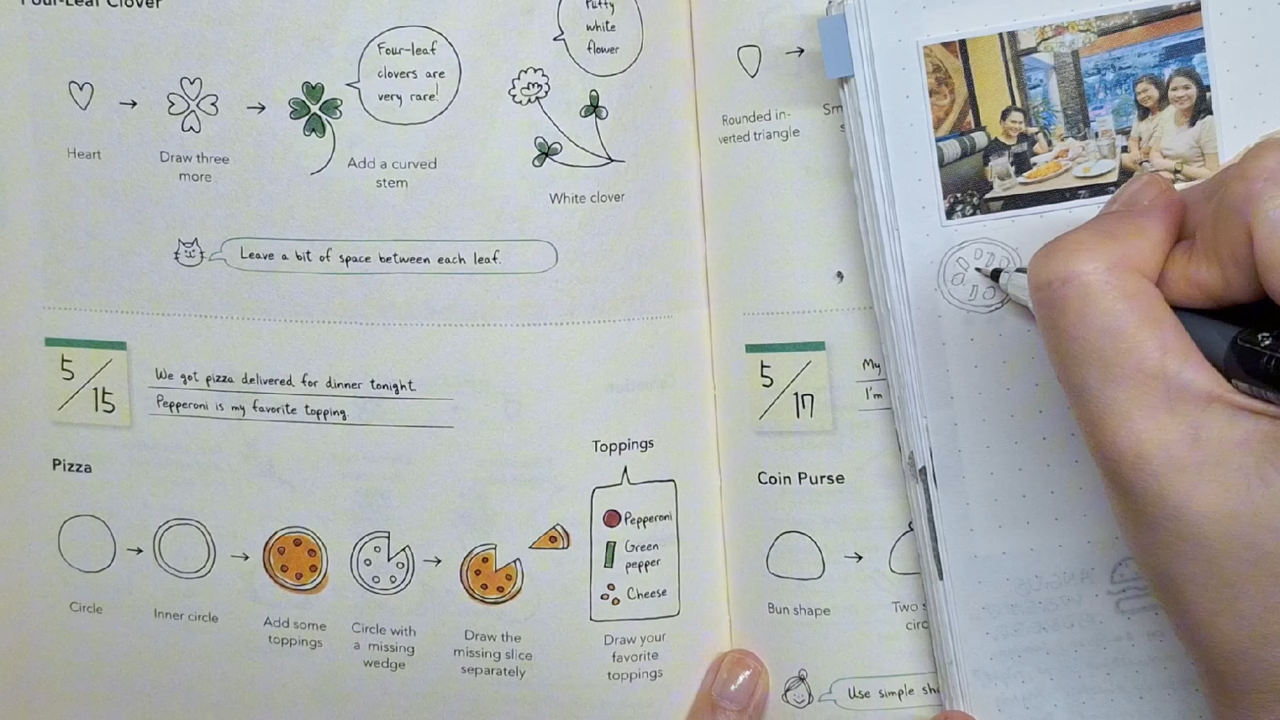 Four-Leaf Clover
Four-leaf
clovers are
very rare!
Puffy
white
flower
Heart
Draw three
more
Add a curved
stem
White clover
Leave a bit of space between each leaf.
5/15
We got pizza delivered for dinner tonight.
Pepperoni is my favorite topping.
Pizza
Circle
Inner circle
Add some
toppings
Circle with
a missing
wedge
Draw the
missing slice
separately
Toppings
Pepperoni
Green
pepper
Cheese
Draw your
favorite
toppings
Rounded in-
verted triangle
5/17
My
I'm
Coin Purse
Bun shape
Two
circ
Use simple